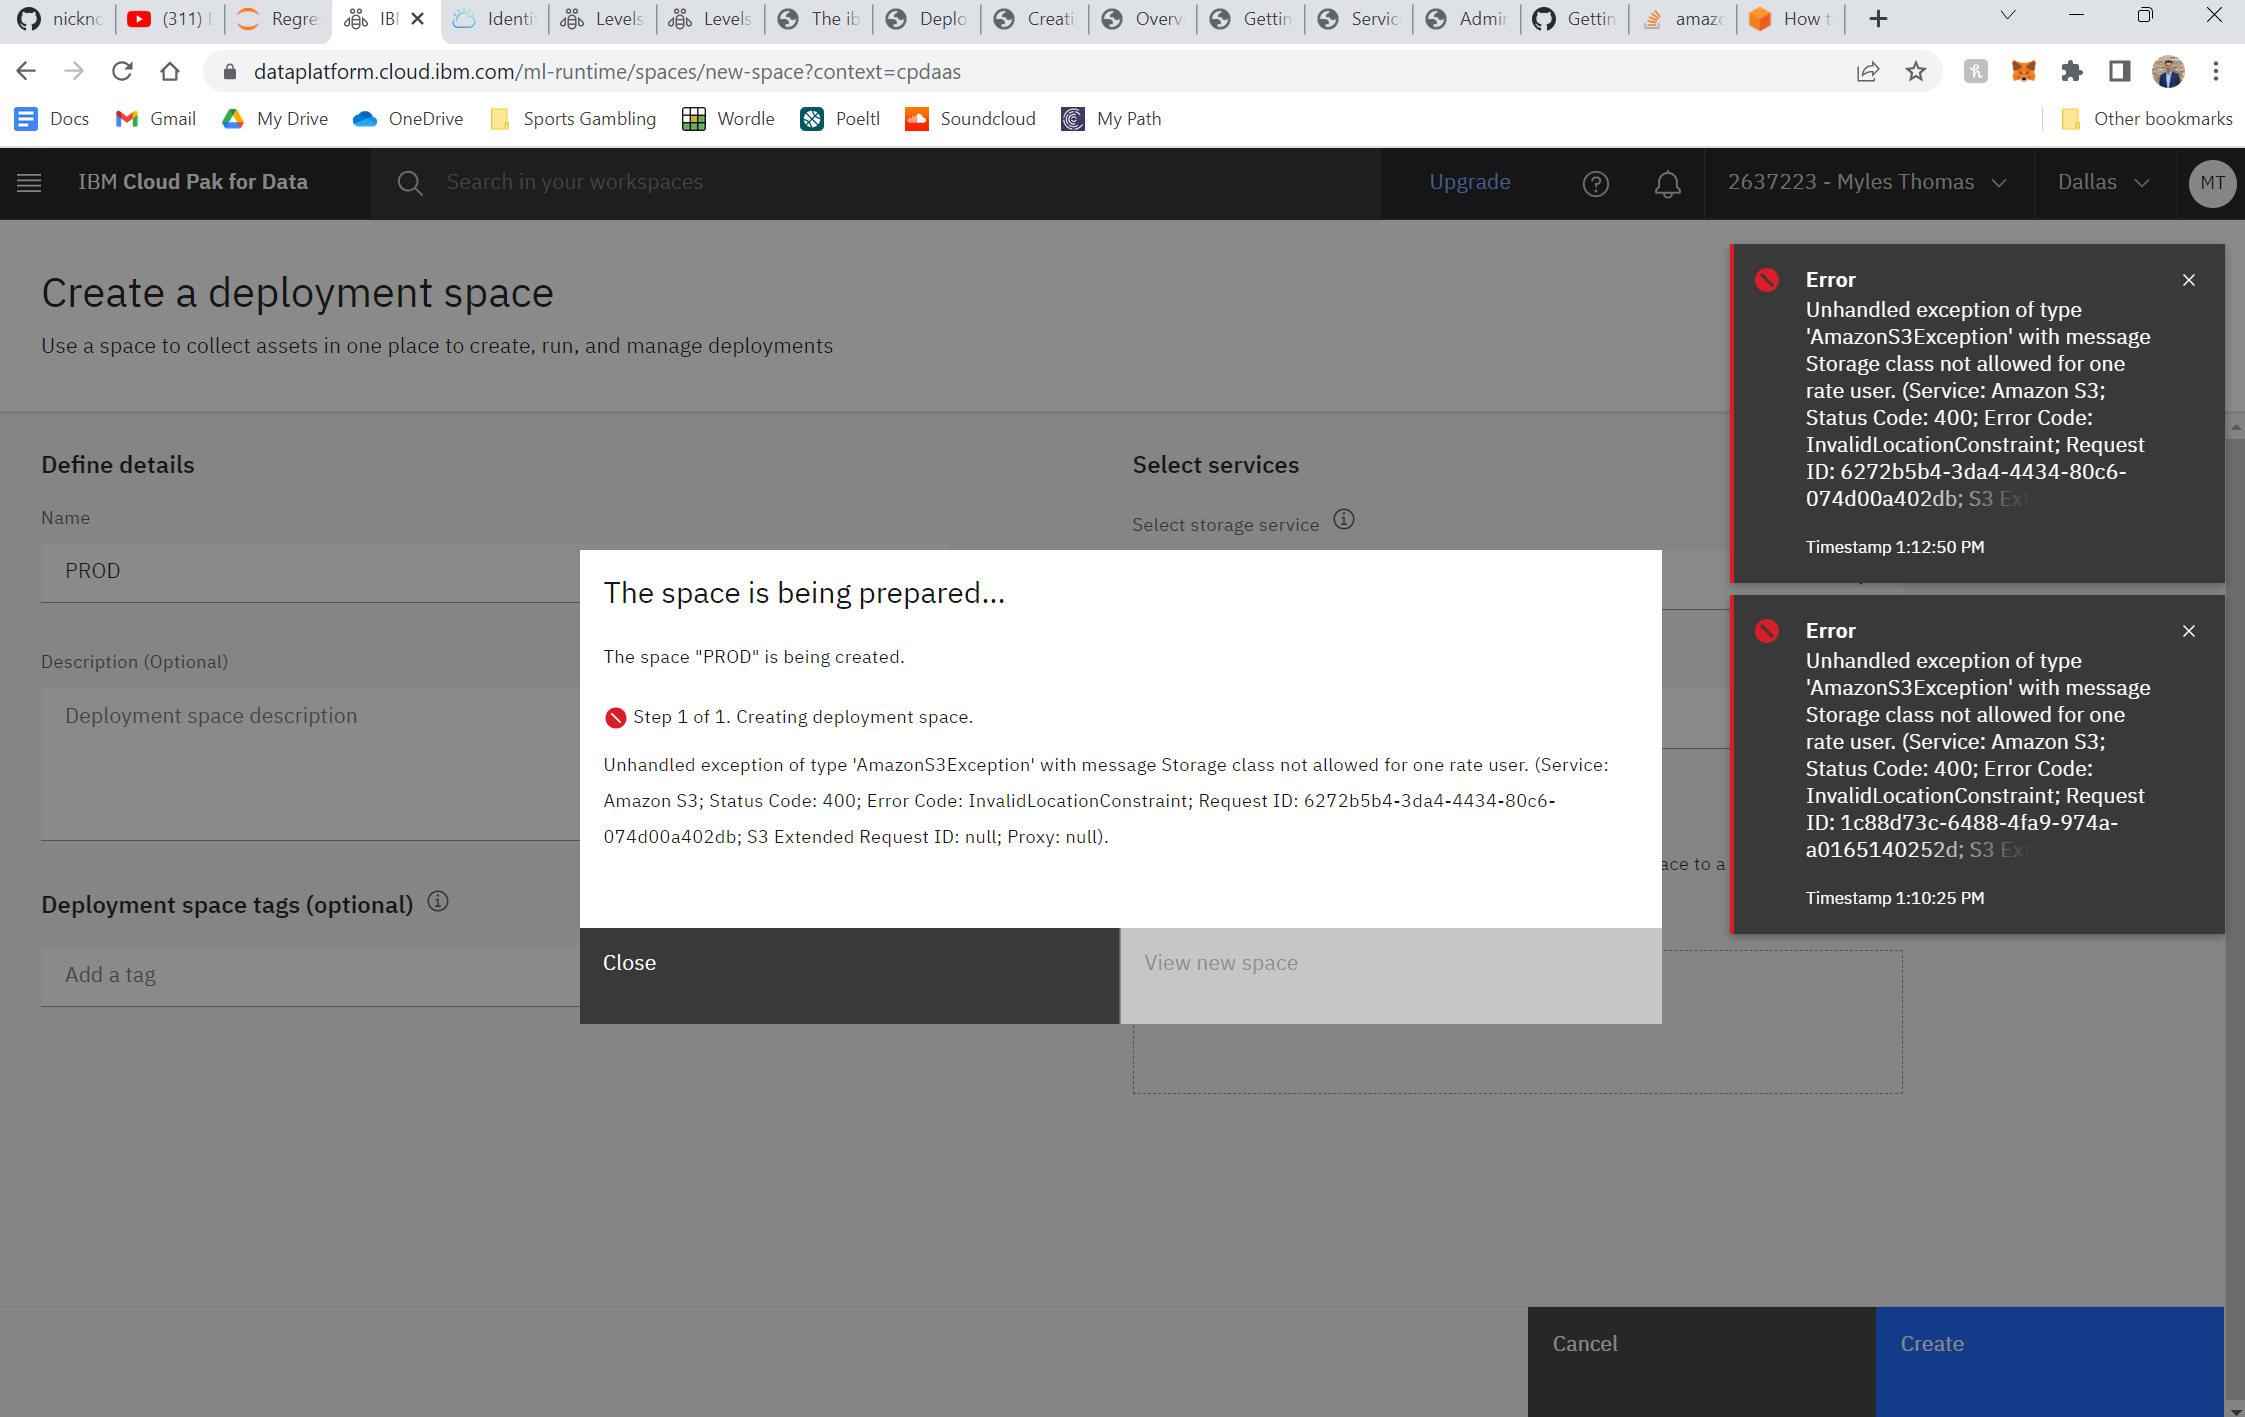 nicknc
(311)
Regre
IBI
Identi
Levels
Levels
The ib
Deplo
Creati
Overv
Gettin
Servic
Admin
Gettin
amazo
How t
dataplatform.cloud.ibm.com/ml-runtime/spaces/new-space?context=cpdaas
Docs
Gmail
My Drive
OneDrive
Sports Gambling
Wordle
Poeltl
Soundcloud
My Path
Other bookmarks
IBM Cloud Pak for Data
Search in your workspaces
Upgrade
2637223 - Myles Thomas
Dallas
MT
Create a deployment space
Use a space to collect assets in one place to create, run, and manage deployments
Define details
Name
PROD
Description (Optional)
Deployment space description
Deployment space tags (optional)
Add a tag
Select services
Select storage service
ace to a
The space is being prepared...
The space "PROD" is being created.
Step 1 of 1. Creating deployment space.
Unhandled exception of type 'AmazonS3Exception' with message Storage class not allowed for one rate user. (Service:
Amazon S3; Status Code: 400; Error Code: InvalidLocationConstraint; Request ID: 6272b5b4-3da4-4434-80c6-
074d00a402db; S3 Extended Request ID: null; Proxy: null).
Close
View new space
Error
Unhandled exception of type
'AmazonS3Exception' with message
Storage class not allowed for one
rate user. (Service: Amazon S3;
Status Code: 400; Error Code:
InvalidLocationConstraint; Request
ID: 6272b5b4-3da4-4434-80c6-
074d00a402db; S3 Ext
Timestamp 1:12:50 PM
Error
Unhandled exception of type
'AmazonS3Exception' with message
Storage class not allowed for one
rate user. (Service: Amazon S3;
Status Code: 400; Error Code:
InvalidLocationConstraint; Request
ID: 1c88d73c-6488-4fa9-974a-
a0165140252d; S3 Ext
Timestamp 1:10:25 PM
Cancel
Create